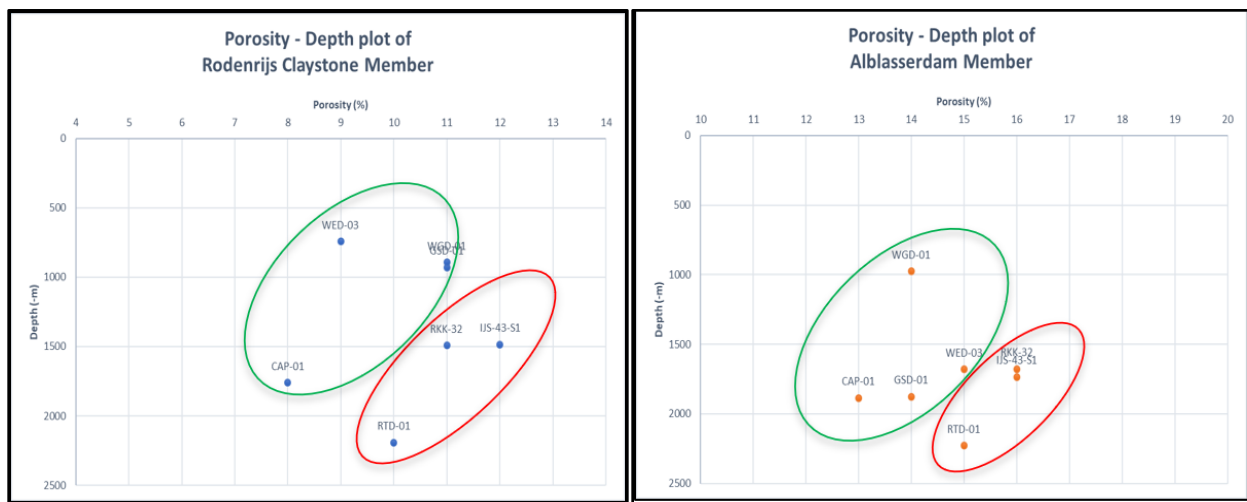 Porosity - Depth plot of
Rodenrijs Claystone Member
Porosity (%)
4 5 6 7 8 9 10 11 12 13 14
0
500
1000
1500
2000
2500
Depth (-m)
WED-03
WGD-01
GSD-01
RKK-32
IJS-43-S1
CAP-01
RTD-01
Porosity - Depth plot of
Alblasserdam Member
Porosity (%)
10 11 12 13 14 15 16 17 18 19 20
0
500
1000
1500
2000
2500
Depth (-m)
WGD-01
WED-03
RKK-32
IJS-43-S1
CAP-01
GSD-01
RTD-01